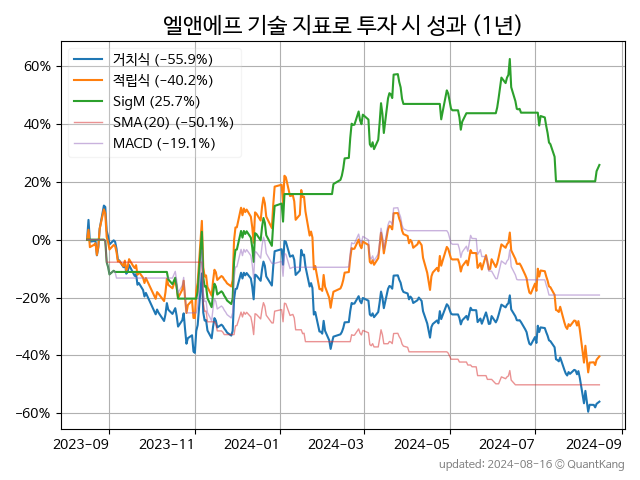 엘앤에프 기술 지표로 투자 시 성과 (1년)
거치식 (−55.9%)
적립식 (−40.2%)
SigM (25.7%)
SMA(20) (−50.1%)
MACD (−19.1%)
60%
40%
20%
0%
−20%
−40%
−60%
2023-09 2023-11 2024-01 2024-03 2024-05 2024-07 2024-09
updated: 2024-08-16 © QuantKang